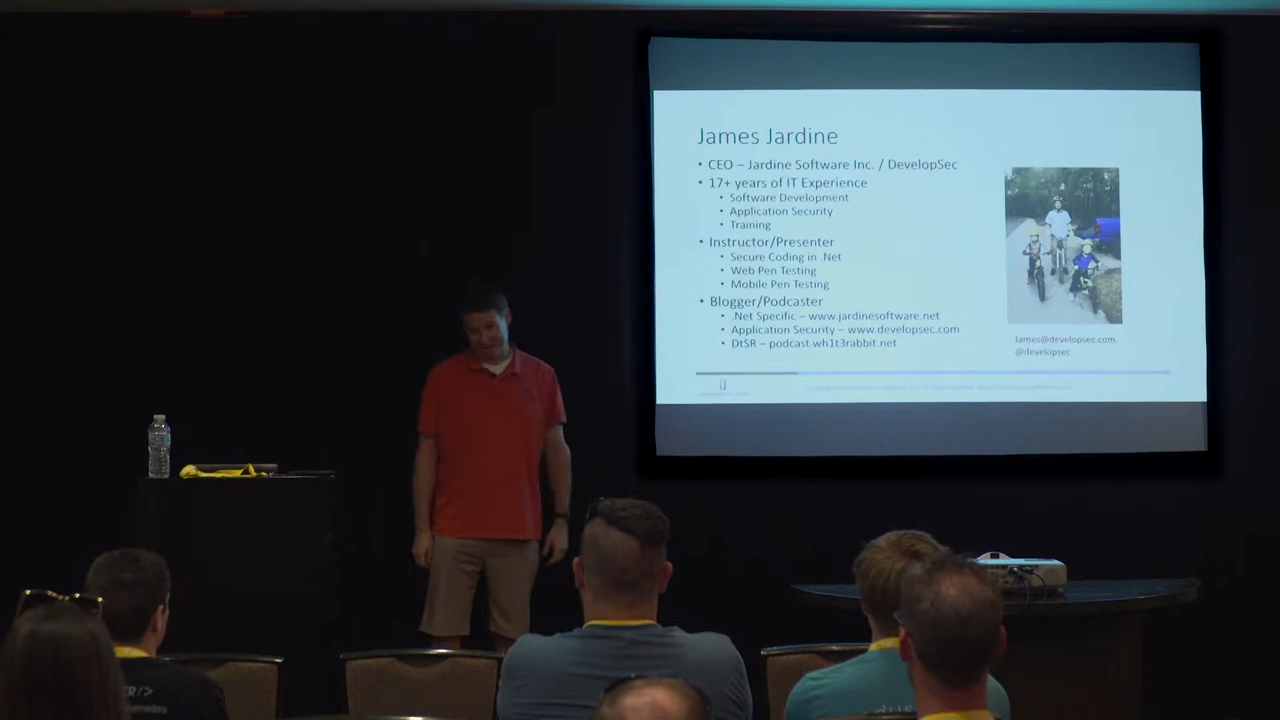 James Jardine
• CEO – Jardine Software Inc. / DevelopSec
• 17+ years of IT Experience
• Software Development
• Application Security
• Training
• Instructor/Presenter
• Secure Coding in .Net
• Web Pen Testing
• Mobile Pen Testing
• Blogger/Podcaster
• .Net Specific – www.jardinesoftware.net
• Application Security – www.developsec.com
• DtSR – podcast.wh1t3rabbit.net
James@developsec.com
@developsec
ER/>